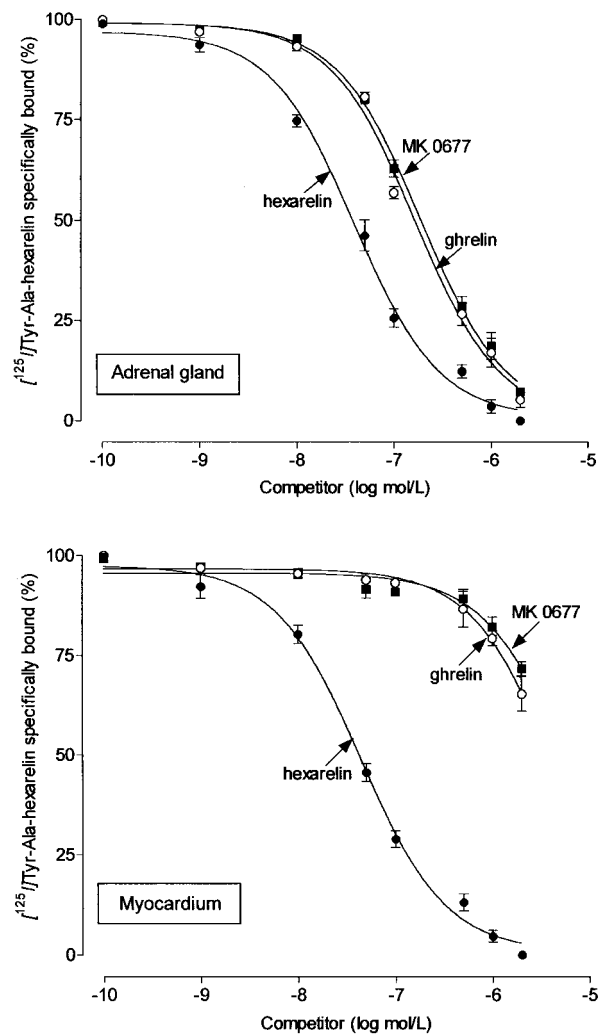 [125I]Tyr-Ala-hexarelin specifically bound (%)
100
75
50
25
0
MK 0677
hexarelin
ghrelin
Adrenal gland
-10
-9
-8
-7
-6
-5
Competitor (log mol/L)
[125I]Tyr-Ala-hexarelin specifically bound (%)
100
75
50
25
0
MK 0677
ghrelin
hexarelin
Myocardium
-10
-9
-8
-7
-6
-5
Competitor (log mol/L)